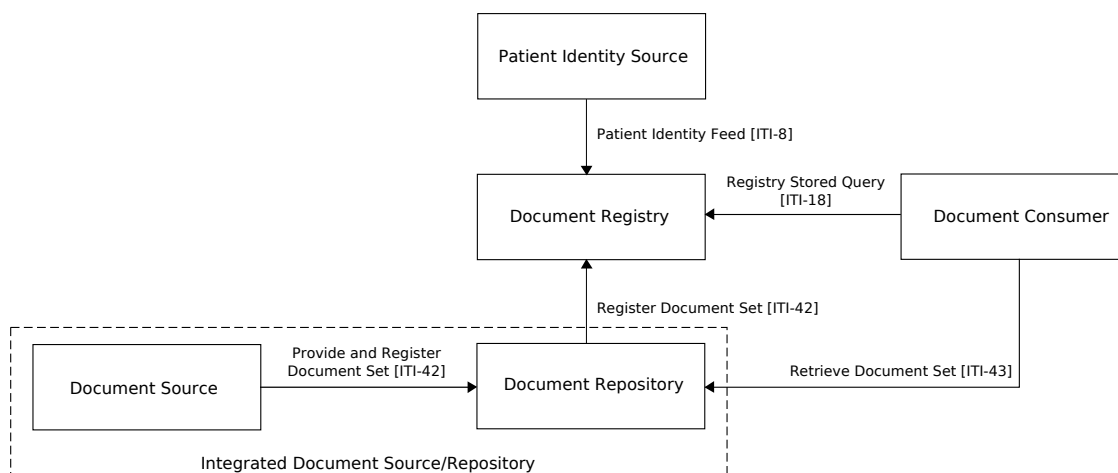 Patient Identity Source
Patient Identity Feed [ITI-8]
Document Registry
Registry Stored Query
[ITI-18]
Document Consumer
Register Document Set [ITI-42]
Document Source
Provide and Register
Document Set [ITI-42]
Document Repository
Retrieve Document Set [ITI-43]
Integrated Document Source/Repository